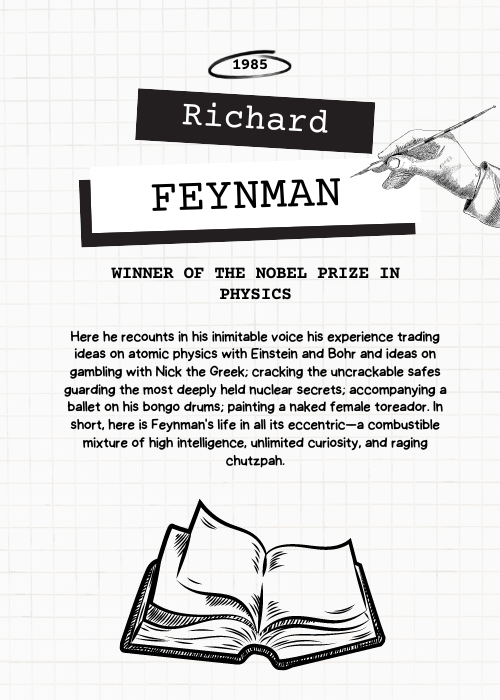 1985
Richard
FEYNMAN
WINNER OF THE NOBEL PRIZE IN
PHYSICS
Here he recounts in his inimitable voice his experience trading
ideas on atomic physics with Einstein and Bohr and ideas on
gambling with Nick the Greek; cracking the uncrackable safes
guarding the most deeply held nuclear secrets; accompanying a
ballet on his bongo drums; painting a naked female toreador. In
short, here is Feynman's life in all its eccentric—a combustible
mixture of high intelligence, unlimited curiosity, and raging
chutzpah.